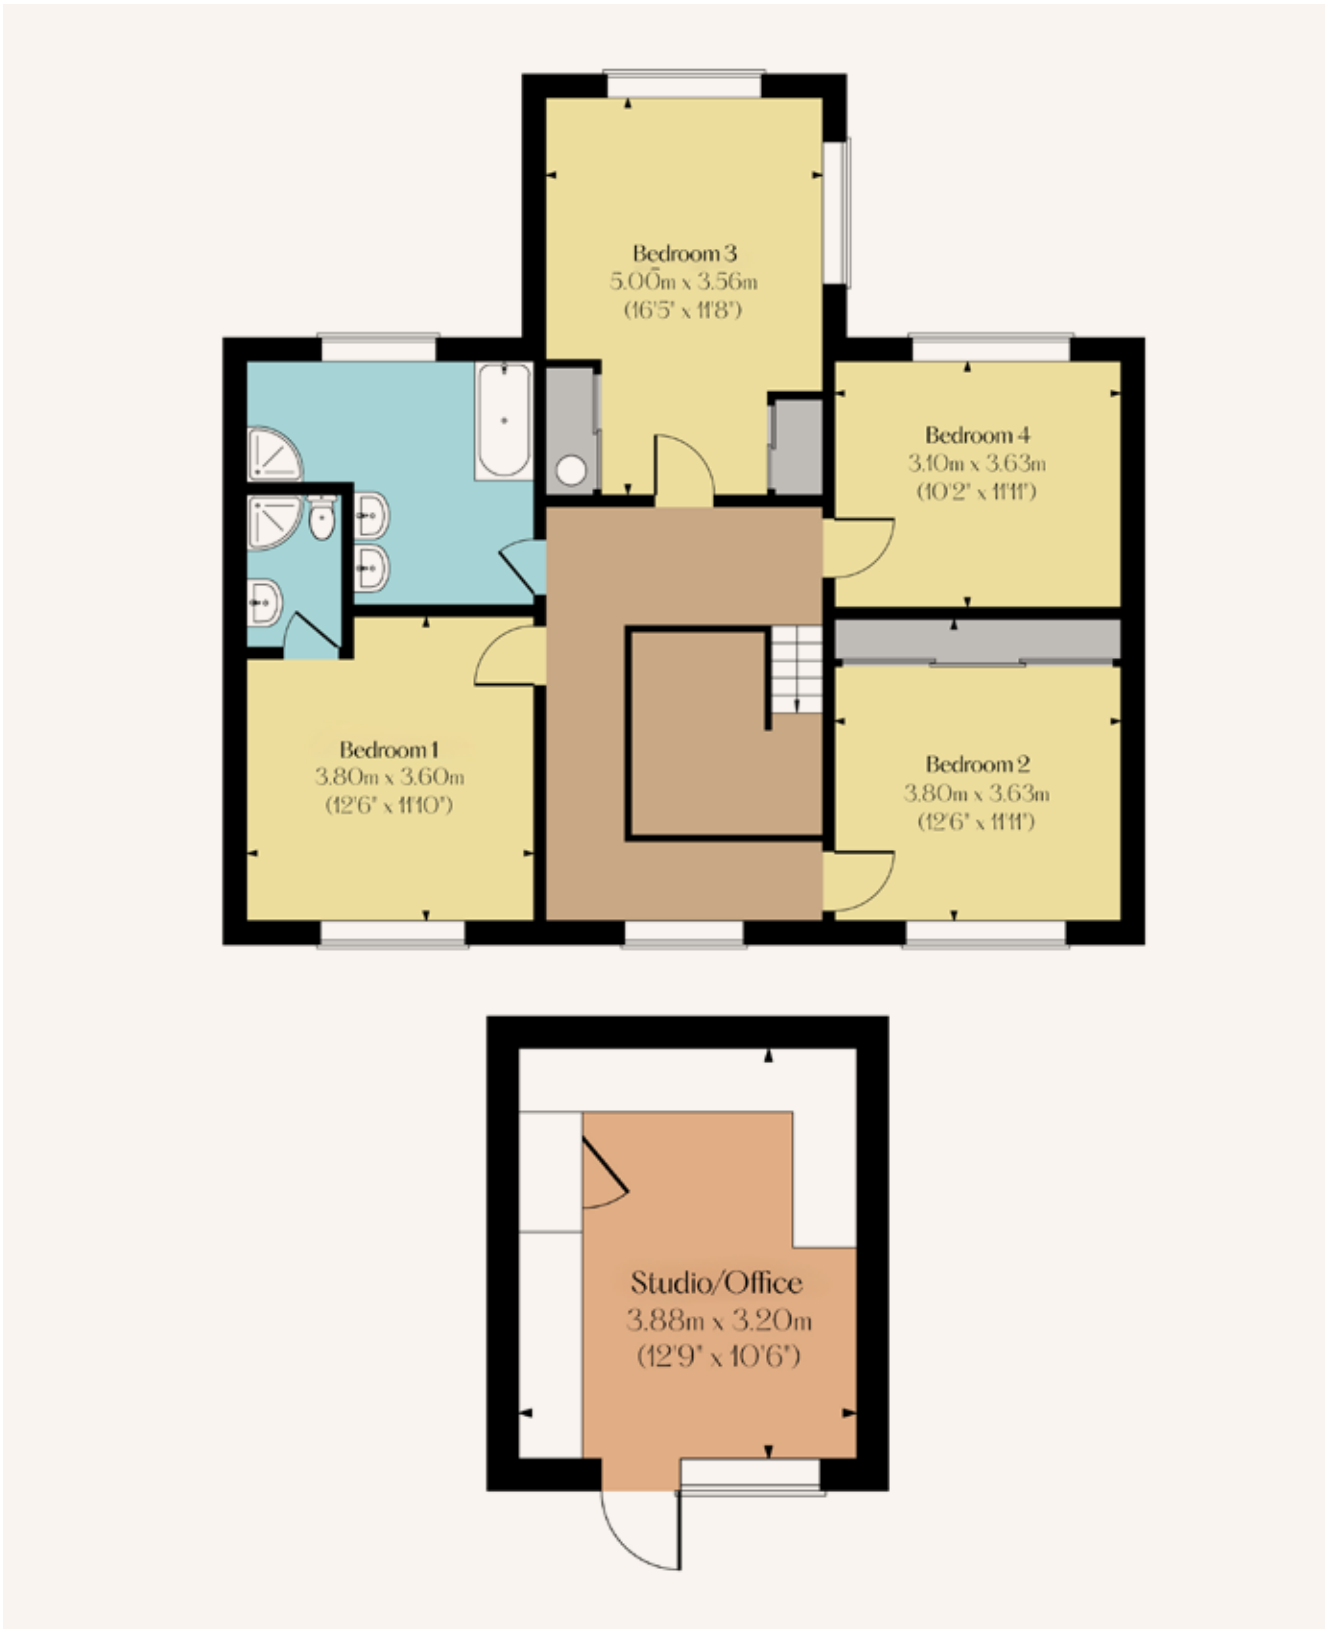 Bedroom 3
5.00m x 3.56m
(16'5" x 11'8")
Bedroom 4
3.10m x 3.63m
(10'2" x 11'11")
Bedroom 1
3.80m x 3.60m
(12'6" x 11'10")
Bedroom 2
3.80m x 3.63m
(12'6" x 11'11")
Studio/Office
3.88m x 3.20m
(12'9" x 10'6")